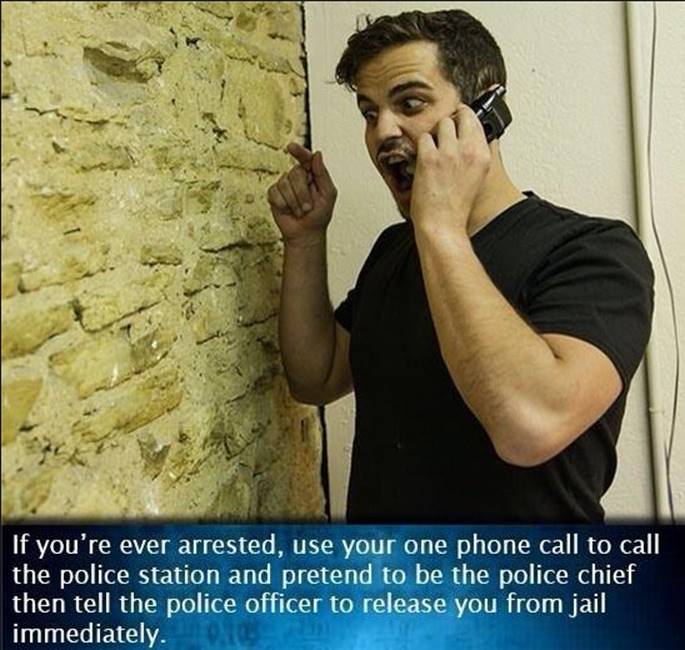 If you're ever arrested, use your one phone call to call
the police station and pretend to be the police chief
then tell the police officer to release you from jail
immediately.